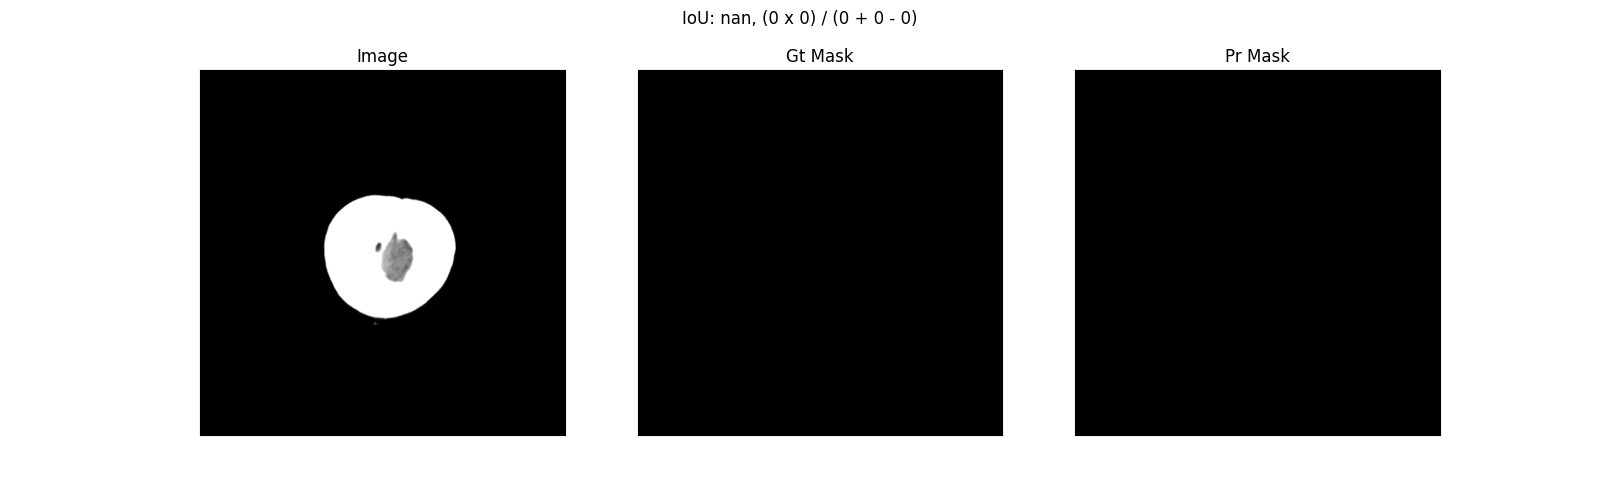 IoU: nan, (0 x 0) / (0 + 0 - 0)
Image
Gt Mask
Pr Mask